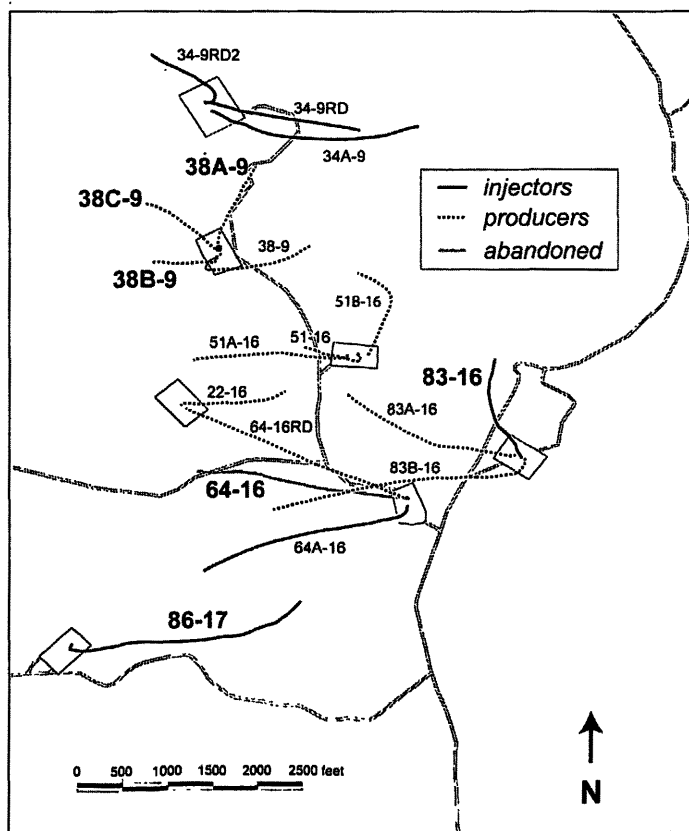 34-9RD2
34-9RD
34A-9
38A-9
38C-9
injectors
producers
abandoned
38-9
38B-9
51B-16
51-16
51A-16
83-16
22-16
83A-16
64-16RD
83B-16
64-16
64A-16
86-17
0 500 1000 1500 2000 2500 feet
N